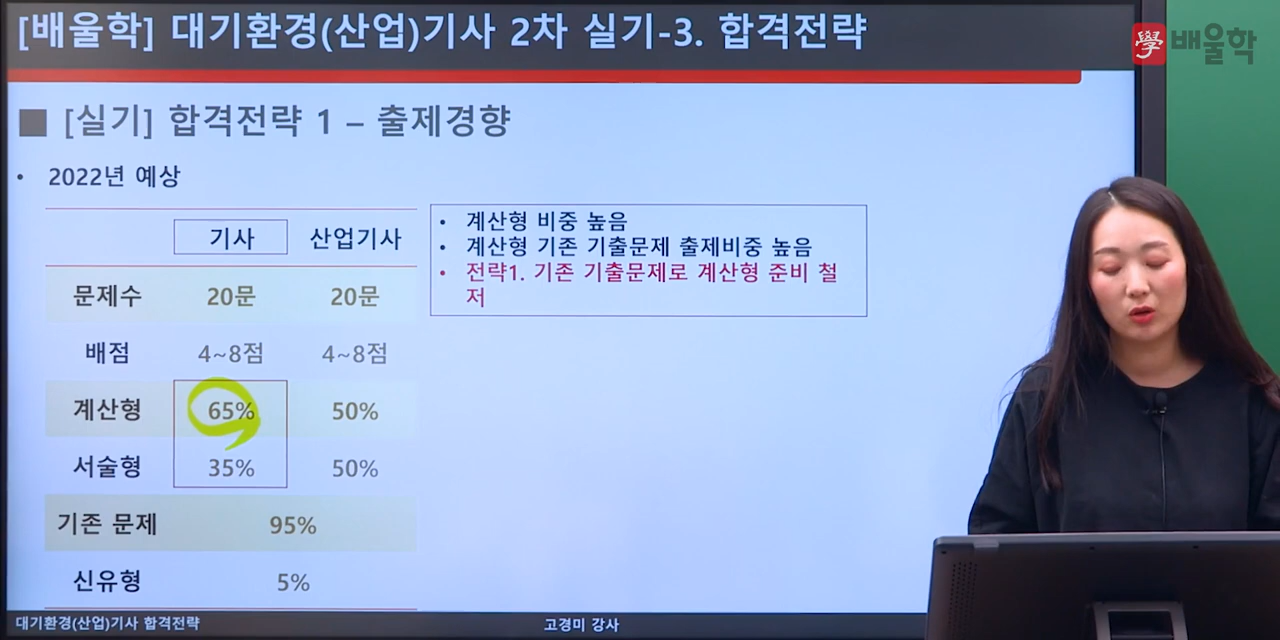 [배울학] 대기환경(산업)기사 2차 실기-3. 합격전략
學 배울학
■ [실기] 합격전략 1 – 출제경향
• 2022년 예상
기사 산업기사
문제수 20문 20문
배점 4~8점 4~8점
계산형 65% 50%
서술형 35% 50%
기존 문제 95%
신유형 5%
• 계산형 비중 높음
• 계산형 기존 기출문제 출제비중 높음
• 전략1. 기존 기출문제로 계산형 준비 철
저
대기환경(산업)기사 합격전략
고경미 강사